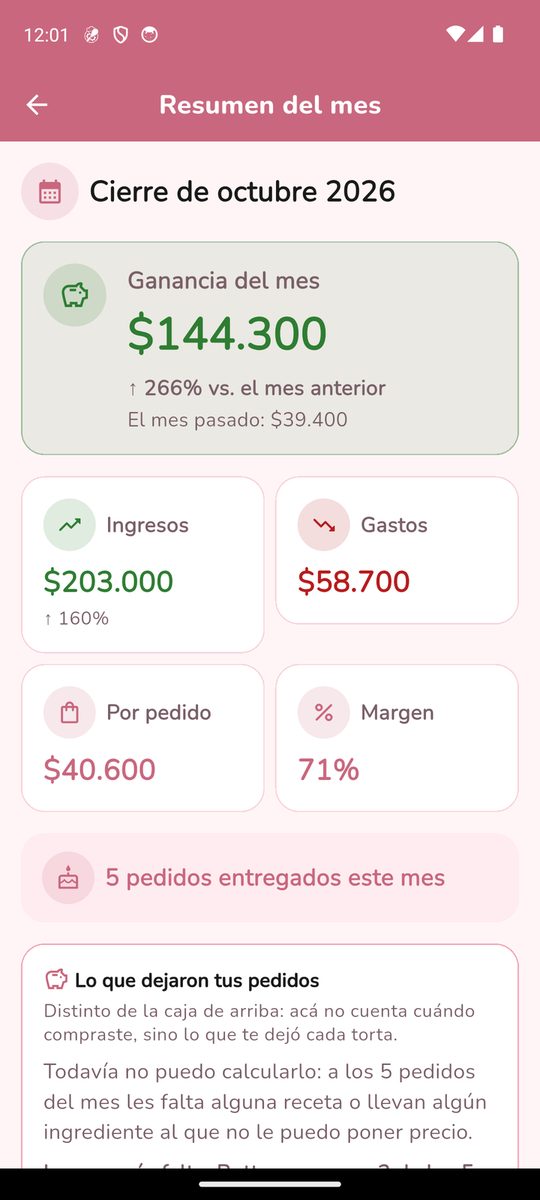 12:01
Resumen del mes
Cierre de octubre 2026
Ganancia del mes
$144.300
↑ 266% vs. el mes anterior
El mes pasado: $39.400
Ingresos
$203.000
↑ 160%
Gastos
$58.700
Por pedido
$40.600
Margen
71%
5 pedidos entregados este mes
Lo que dejaron tus pedidos
Distinto de la caja de arriba: acá no cuenta cuándo
compraste, sino lo que te dejó cada torta.
Todavía no puedo calcularlo: a los 5 pedidos
del mes les falta alguna receta o llevan algún
ingrediente al que no le puedo poner precio.